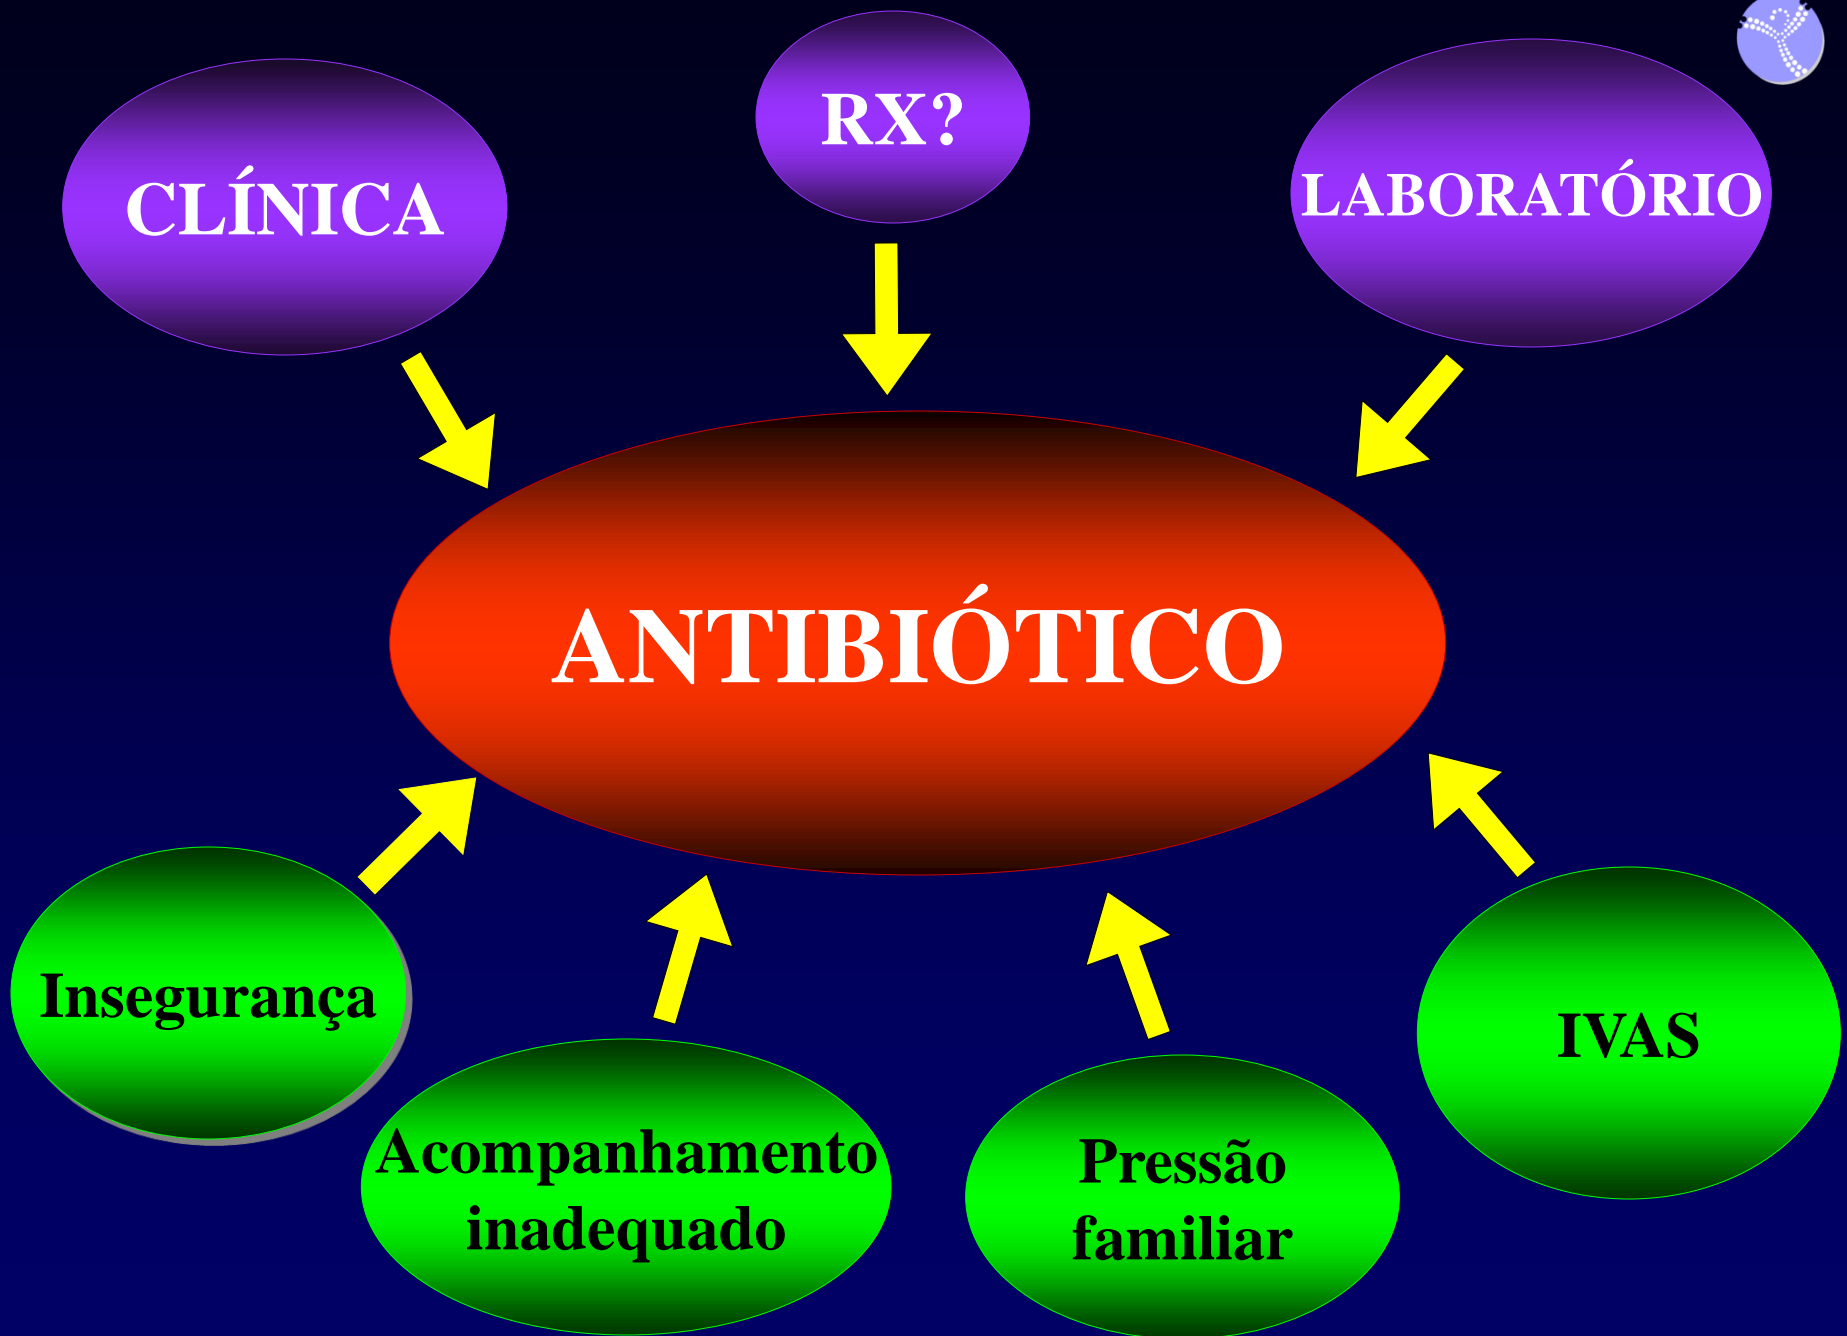 CLÍNICA
RX?
LABORATÓRIO
ANTIBIÓTICO
Insegurança
Acompanhamento
inadequado
Pressão
familiar
IVAS